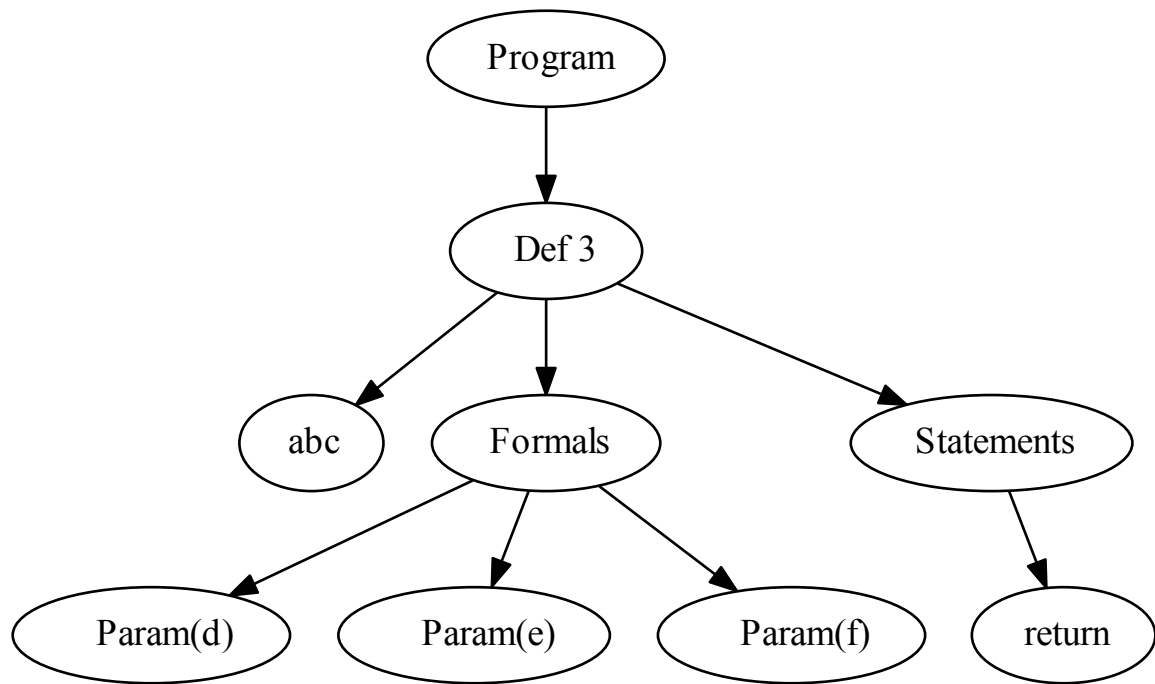 Program
Def 3
abc
Formals
Statements
Param(d)
Param(e)
Param(f)
return